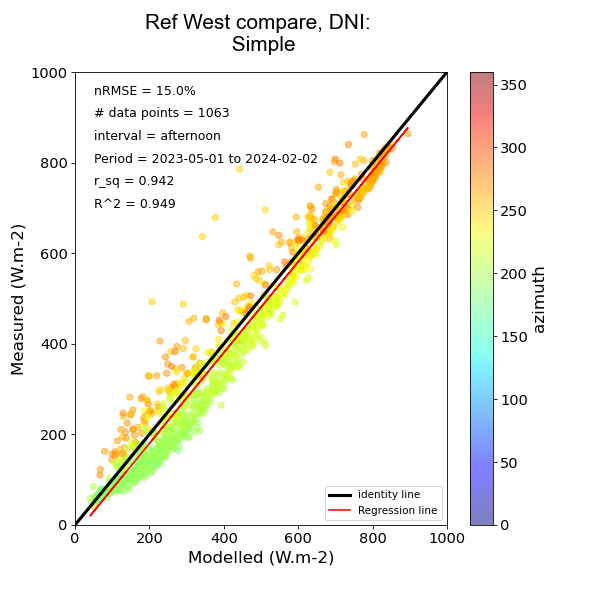 Ref West compare, DNI:
Simple
nRMSE = 15.0%
# data points = 1063
interval = afternoon
Period = 2023-05-01 to 2024-02-02
r_sq = 0.942
R^2 = 0.949
1000
800
600
400
200
0
Measured (W.m-2)
0 200 400 600 800 1000
Modelled (W.m-2)
identity line
Regression line
350
300
250
200
150
100
50
0
azimuth